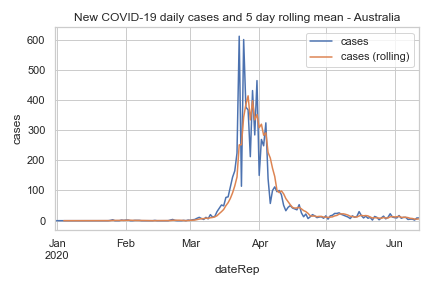 New COVID-19 daily cases and 5 day rolling mean - Australia
cases
cases (rolling)
600
500
400
300
200
100
0
cases
Jan Feb Mar Apr May Jun
2020
dateRep